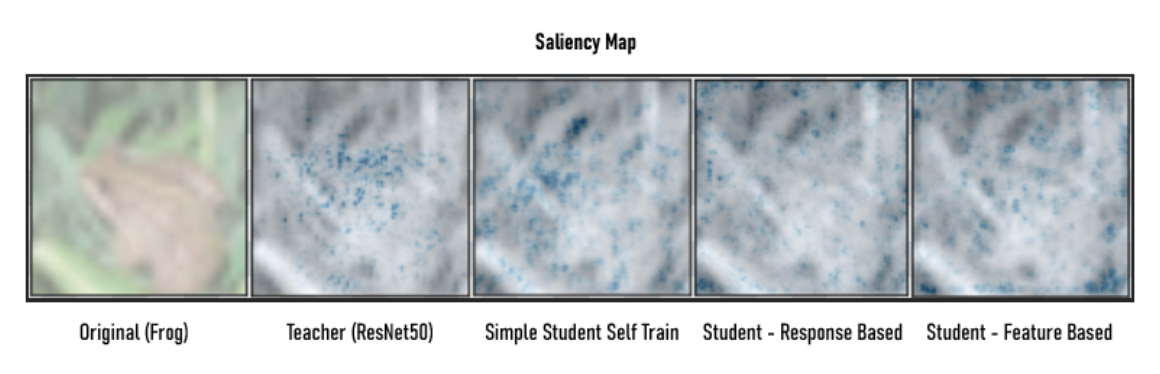 Saliency Map
Original (Frog)
Teacher (ResNet50)
Simple Student Self Train
Student - Response Based
Student - Feature Based